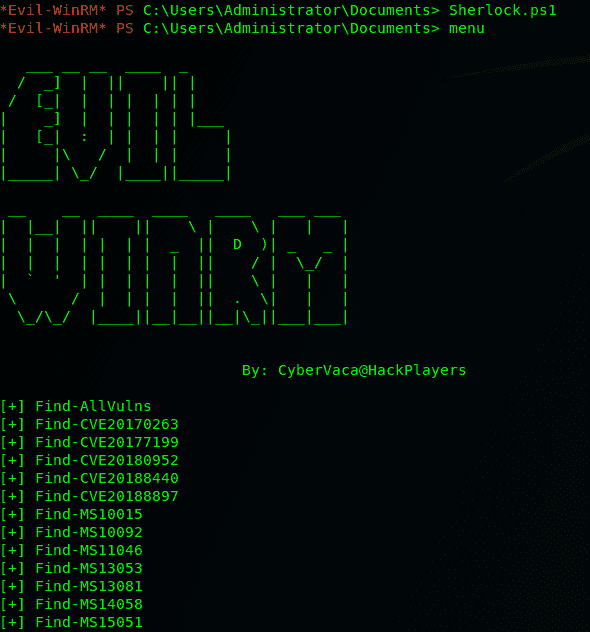 *Evil-WinRM* PS C:\Users\Administrator\Documents> Sherlock.ps1
*Evil-WinRM* PS C:\Users\Administrator\Documents> menu
EVIL
WINRM
By: CyberVaca@HackPlayers
[+] Find-AllVulns
[+] Find-CVE20170263
[+] Find-CVE20177199
[+] Find-CVE20180952
[+] Find-CVE20188440
[+] Find-CVE20188897
[+] Find-MS10015
[+] Find-MS10092
[+] Find-MS11046
[+] Find-MS13053
[+] Find-MS13081
[+] Find-MS14058
[+] Find-MS15051